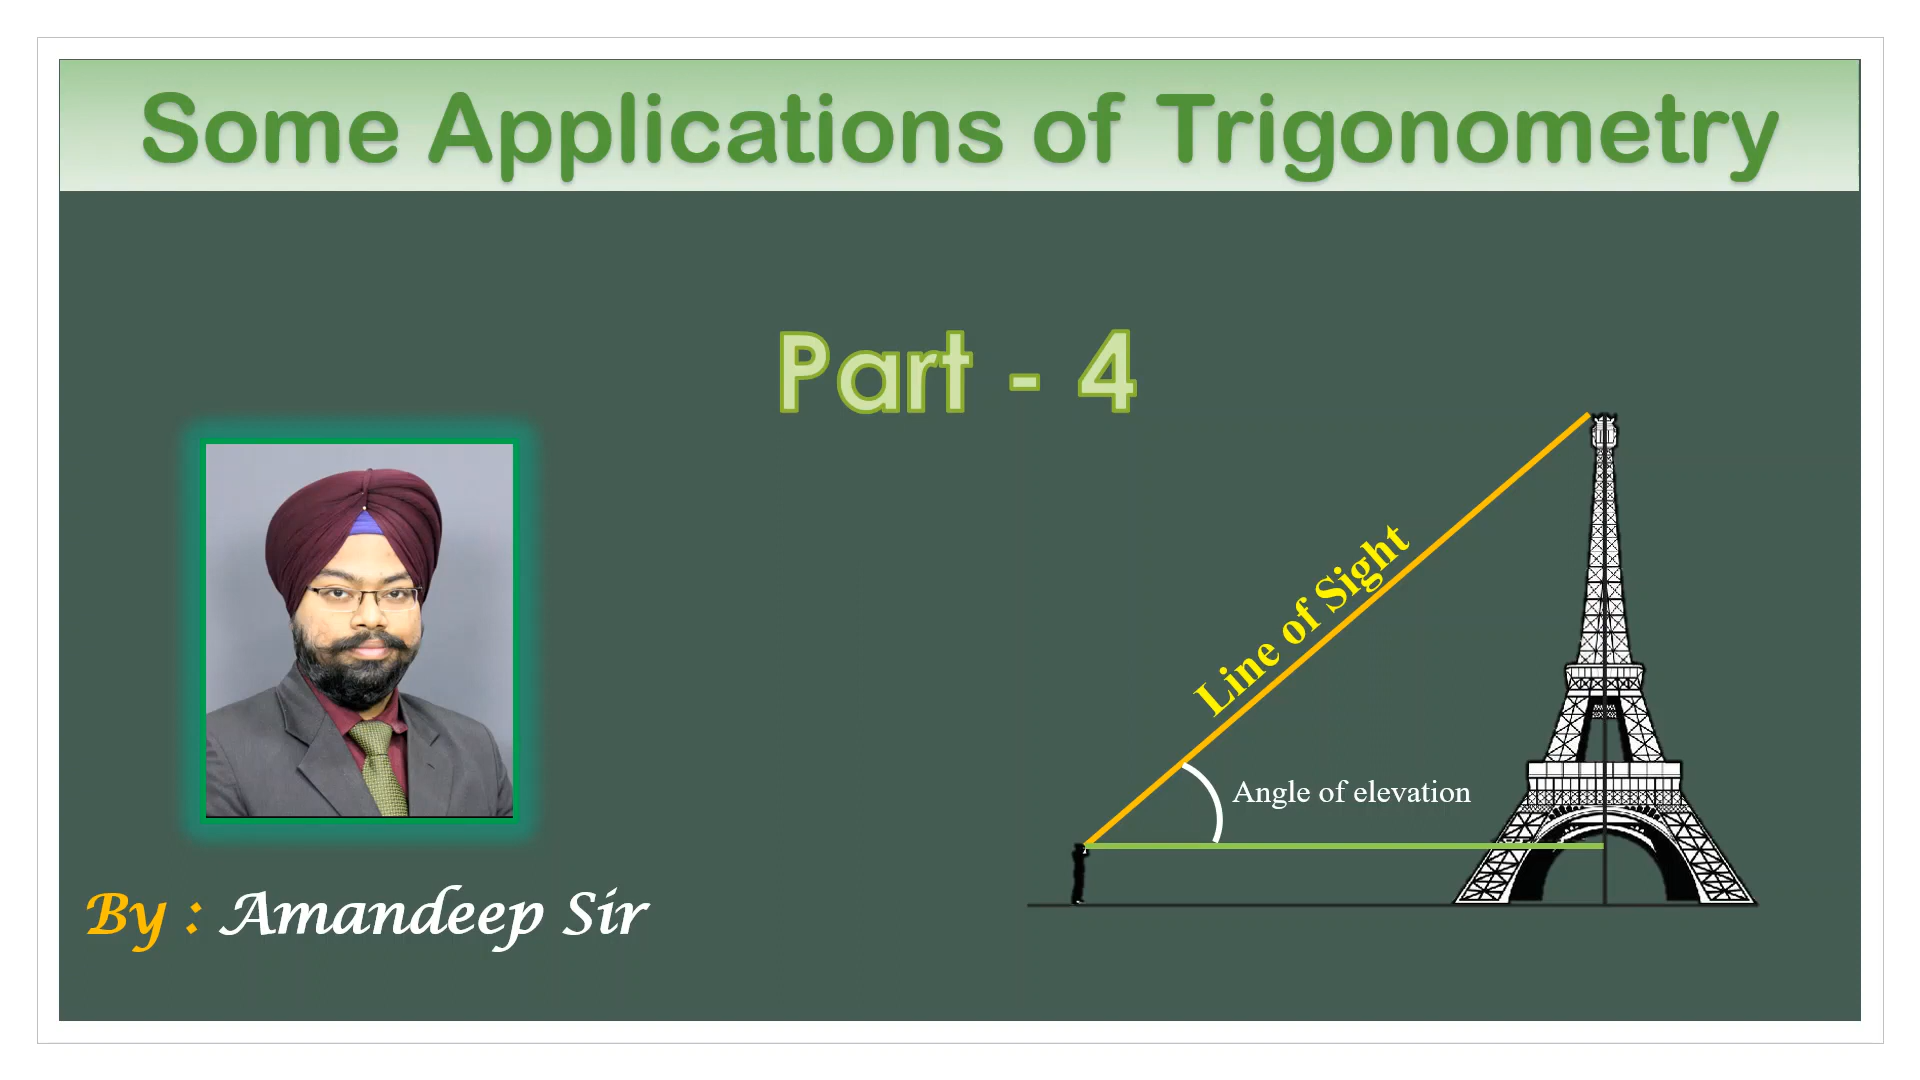 Some Applications of Trigonometry
Part - 4
Line of Sight
Angle of elevation
By : Amandeep Sir